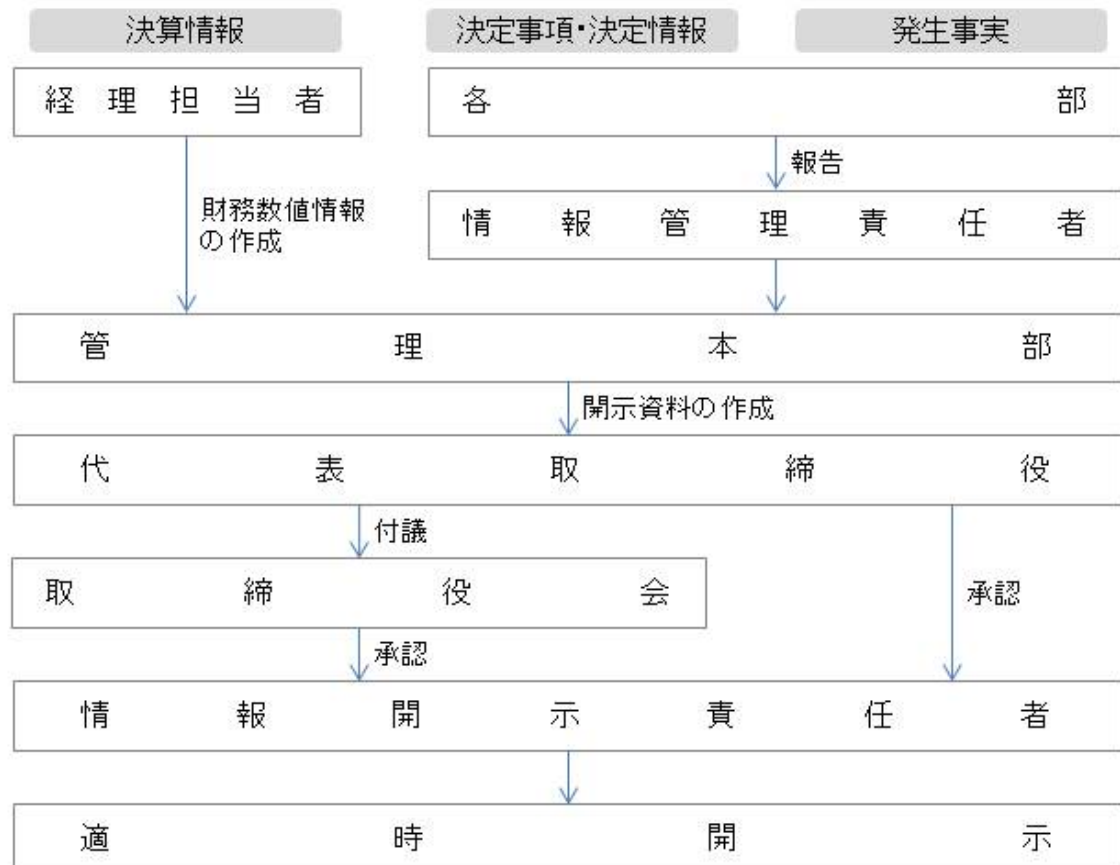 決算情報
決定事項・決定情報
発生事実
経理担当者
各部
報告
財務数値情報
の作成
情報管理責任者
管理本部
開示資料の作成
代表取締役
付議
取締役会
承認
承認
情報開示責任者
適時開示